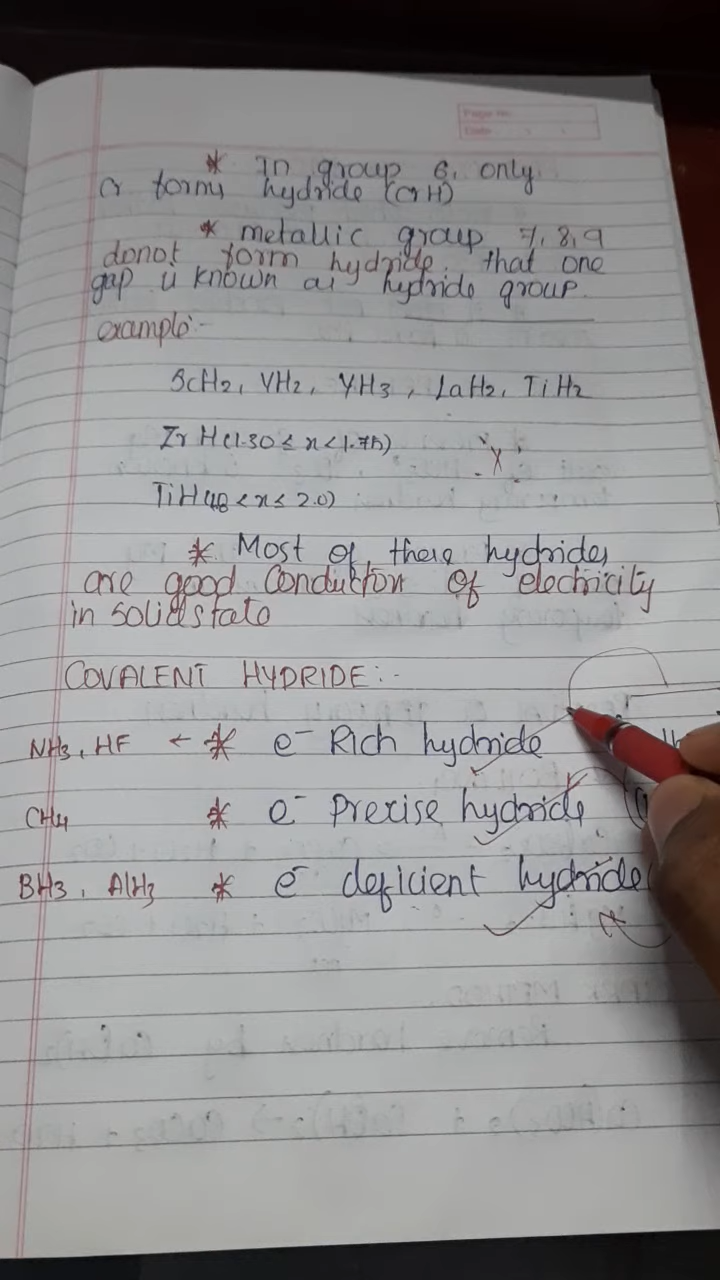 Page No.
Date
* In group 6, only
Cr forms hydride (CrH)
* metallic group 7, 8, 9
donot form hydride. that one
gap is known as hydride group.
example:-
ScH2, VH2, YH3, LaH2, TiH2
ZrH(1.30 ≤ x < 1.75)
TiH(1.8 < x ≤ 2.0)
* Most of these hydrides
are good conduction of electricity
in solid state
COVALENT HYDRIDE:-
NH3, HF ← * e⁻ Rich hydride
CH4 * e⁻ Precise hydride
BH3, AlH3 * e⁻ deficient hydride